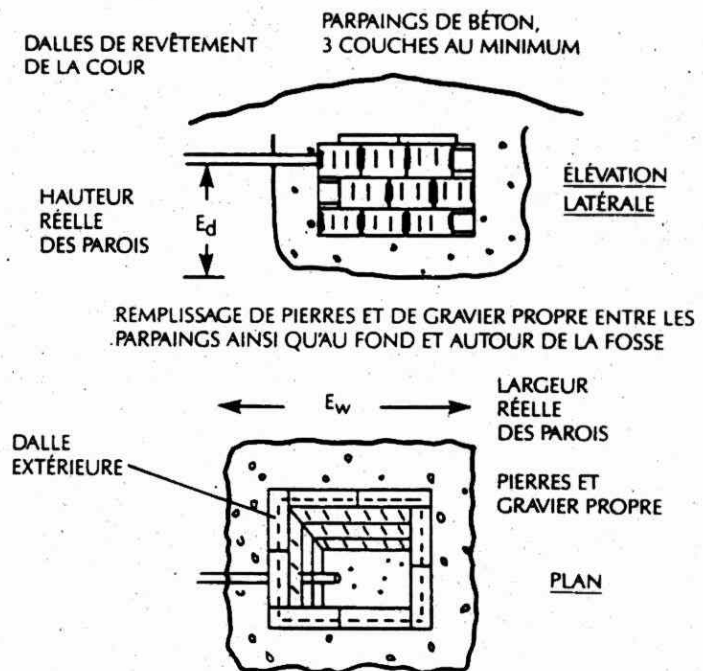 DALLES DE REVÊTEMENT
DE LA COUR
PARPAINGS DE BÉTON,
3 COUCHES AU MINIMUM
ÉLÉVATION
LATÉRALE
HAUTEUR
RÉELLE
DES PAROIS
Ed
REMPLISSAGE DE PIERRES ET DE GRAVIER PROPRE ENTRE LES
PARPAINGS AINSI QU'AU FOND ET AUTOUR DE LA FOSSE
Ew
LARGEUR
RÉELLE
DES PAROIS
DALLE
EXTÉRIEURE
PIERRES ET
GRAVIER PROPRE
PLAN